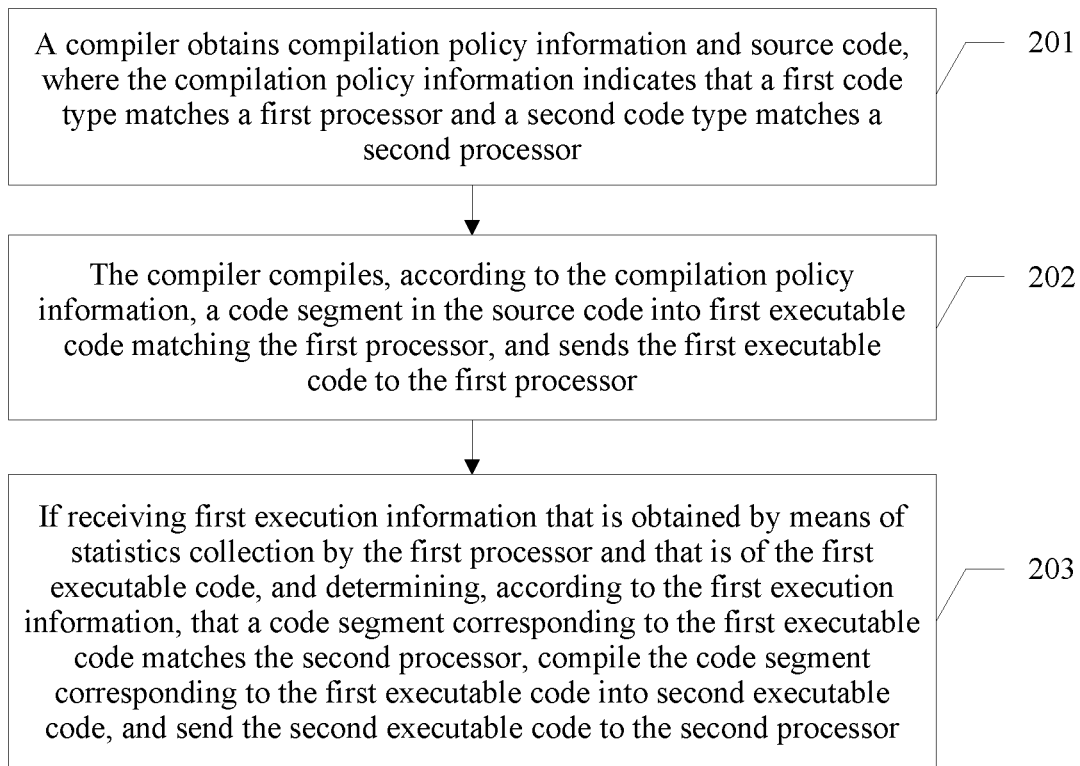 A compiler obtains compilation policy information and source code,
where the compilation policy information indicates that a first code
type matches a first processor and a second code type matches a
second processor
201
The compiler compiles, according to the compilation policy
information, a code segment in the source code into first executable
code matching the first processor, and sends the first executable
code to the first processor
202
If receiving first execution information that is obtained by means of
statistics collection by the first processor and that is of the first
executable code, and determining, according to the first execution
information, that a code segment corresponding to the first executable
code matches the second processor, compile the code segment
corresponding to the first executable code into second executable
code, and send the second executable code to the second processor
203